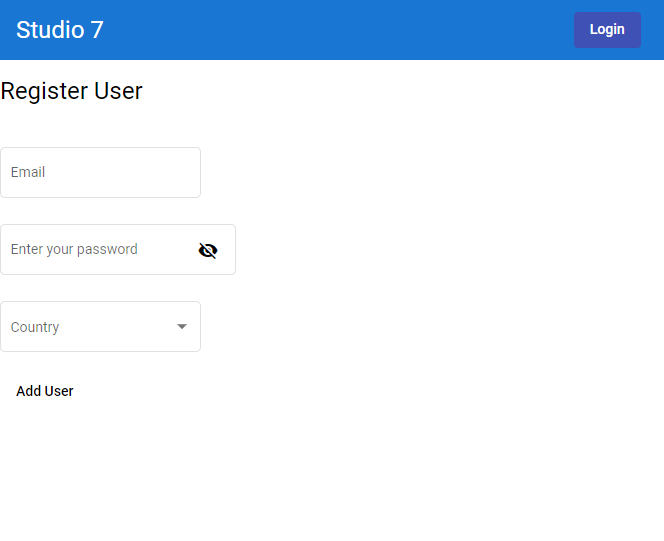 Studio 7
Login
Register User
Email
Enter your password
Country
Add User